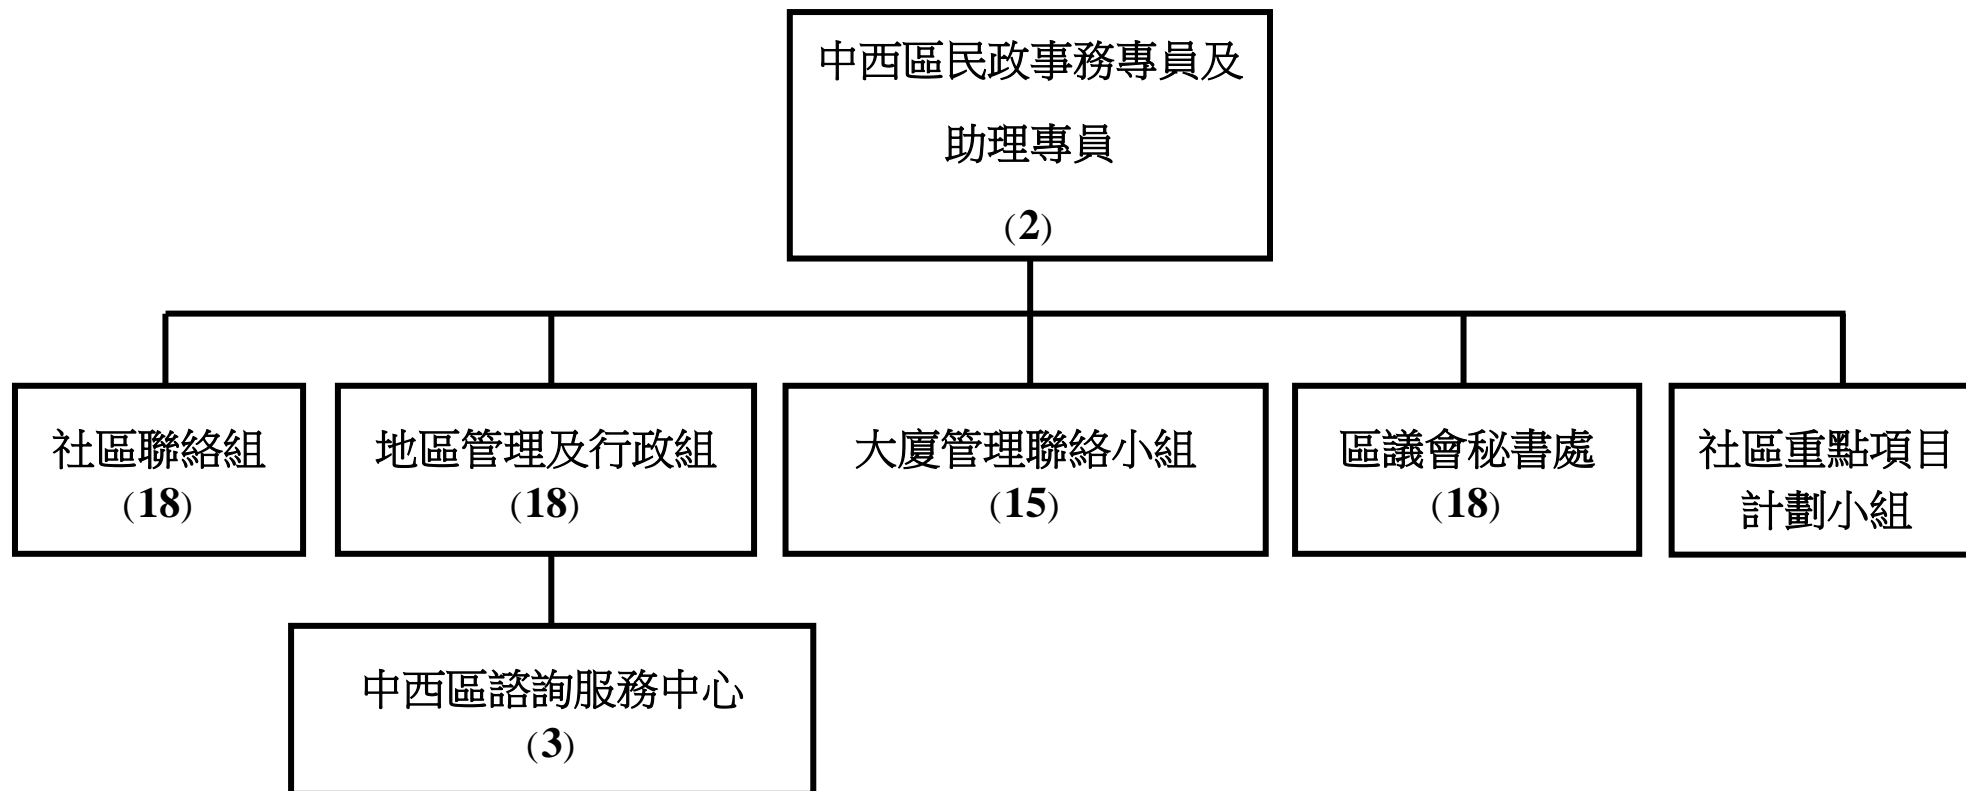 中西區民政事務專員及
助理專員
(2)
社區聯絡組
(18)
地區管理及行政組
(18)
大廈管理聯絡小組
(15)
區議會秘書處
(18)
社區重點項目
計劃小組
中西區諮詢服務中心
(3)